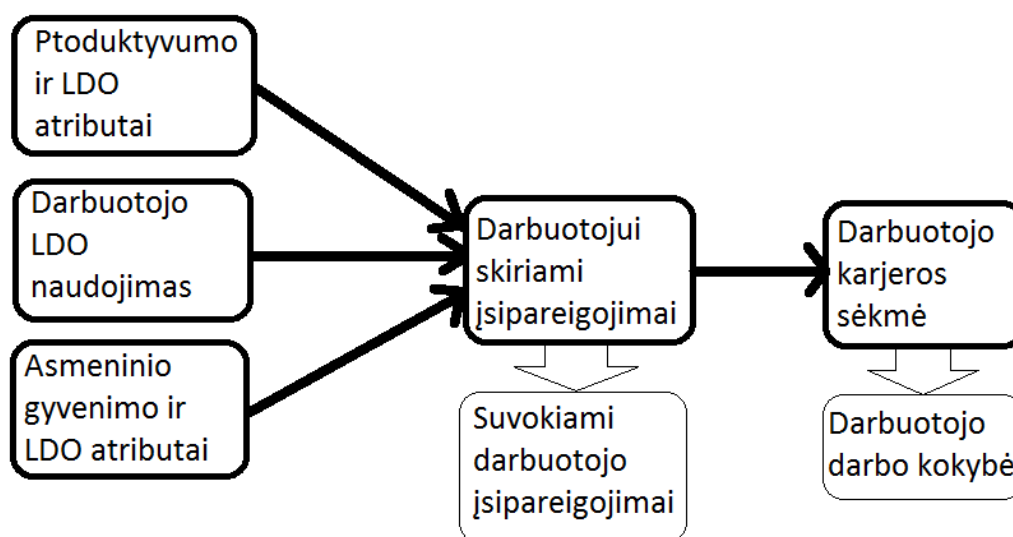 Ptoduktyvumo
ir LDO
atributai
Darbuotojo
LDO
naudojimas
Asmeninio
gyvenimo ir
LDO atributai
Darbuotojui
skiriami
įsipareigojimai
Suvokiami
darbuotojo
įsipareigojimai
Darbuotojo
karjeros
sėkmė
Darbuotojo
darbo kokybė